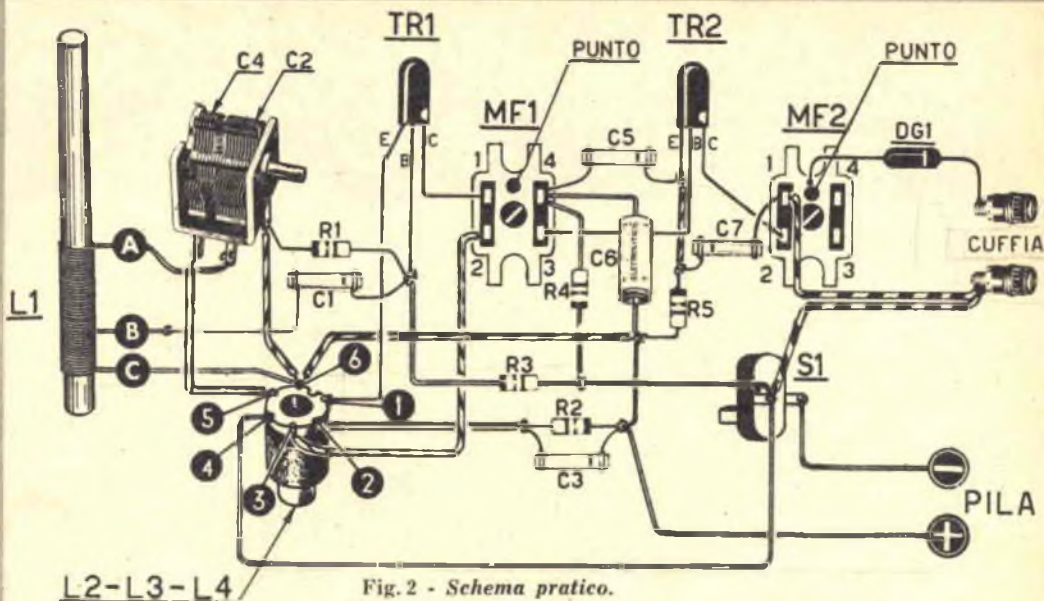 TR1
TR2
C4
C2
PUNTO
PUNTO
MF1
MF2
DG1
E
B
C
C5
E
B
C
1
4
1
4
A
R1
C7
CUFFIA
C6
ELETTROLITICO
2
3
2
3
C1
R4
L1
B
R5
C
6
R3
S1
5
1
R2
4
2
3
C3
−
PILA
+
L2-L3-L4
Fig. 2 - Schema pratico.